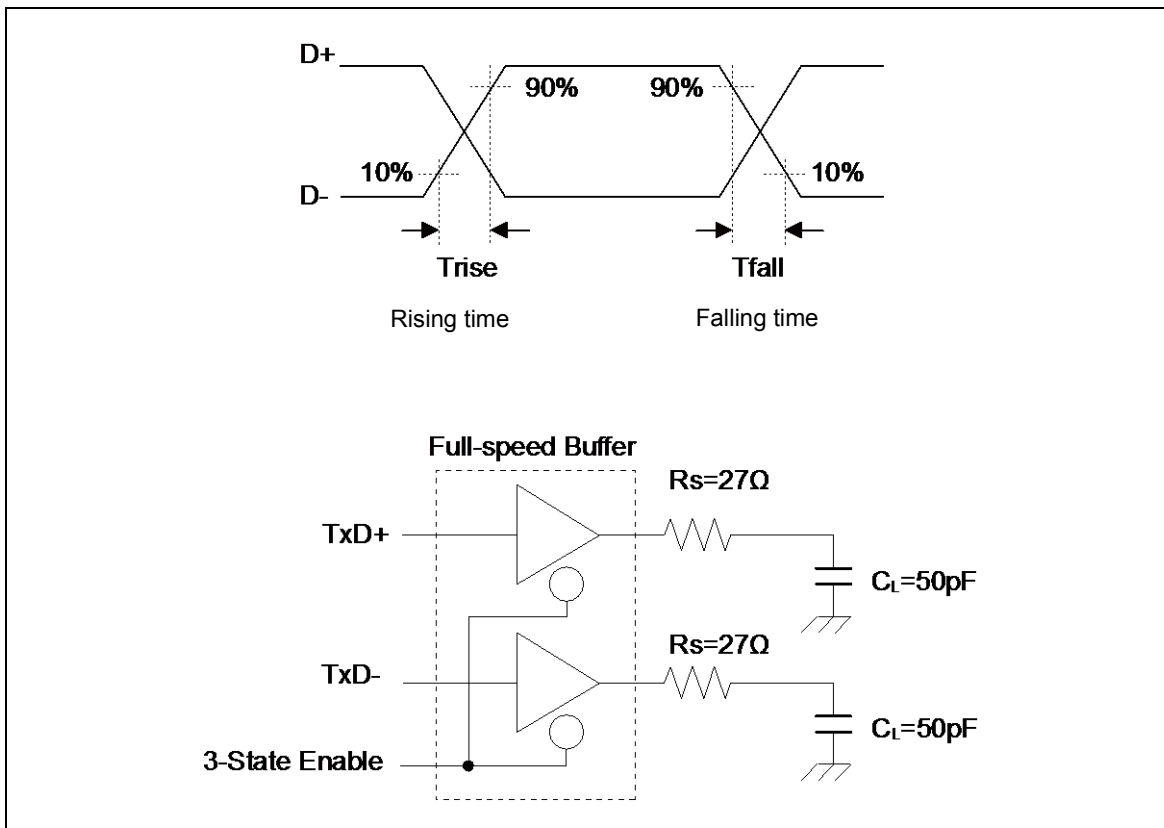 D+
90%
90%
10%
10%
D-
Trise
Tfall
Rising time
Falling time
Full-speed Buffer
Rs=27Ω
TxD+
CL=50pF
Rs=27Ω
TxD-
CL=50pF
3-State Enable